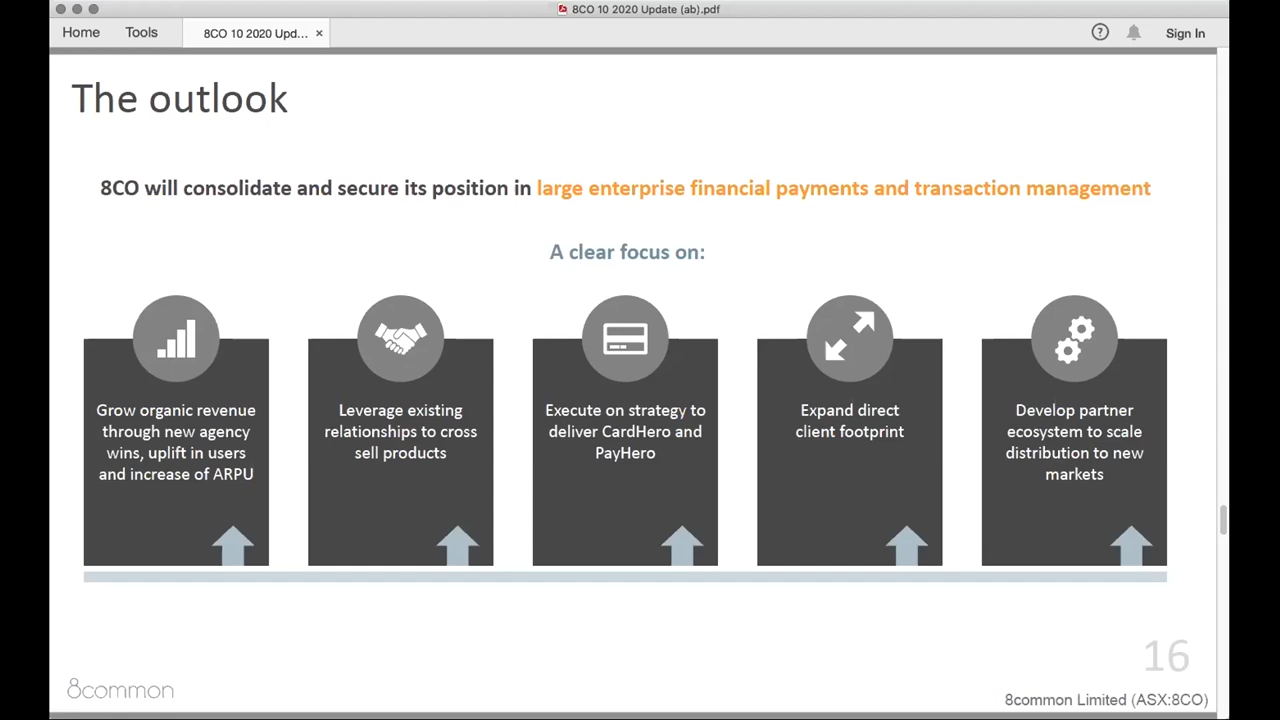 8CO 10 2020 Update (ab).pdf
Home
Tools
8CO 10 2020 Upd...
×
?
Sign In
The outlook
8CO will consolidate and secure its position in large enterprise financial payments and transaction management
A clear focus on:
Grow organic revenue
through new agency
wins, uplift in users
and increase of ARPU
Leverage existing
relationships to cross
sell products
Execute on strategy to
deliver CardHero and
PayHero
Expand direct
client footprint
Develop partner
ecosystem to scale
distribution to new
markets
16
8common
8common Limited (ASX:8CO)